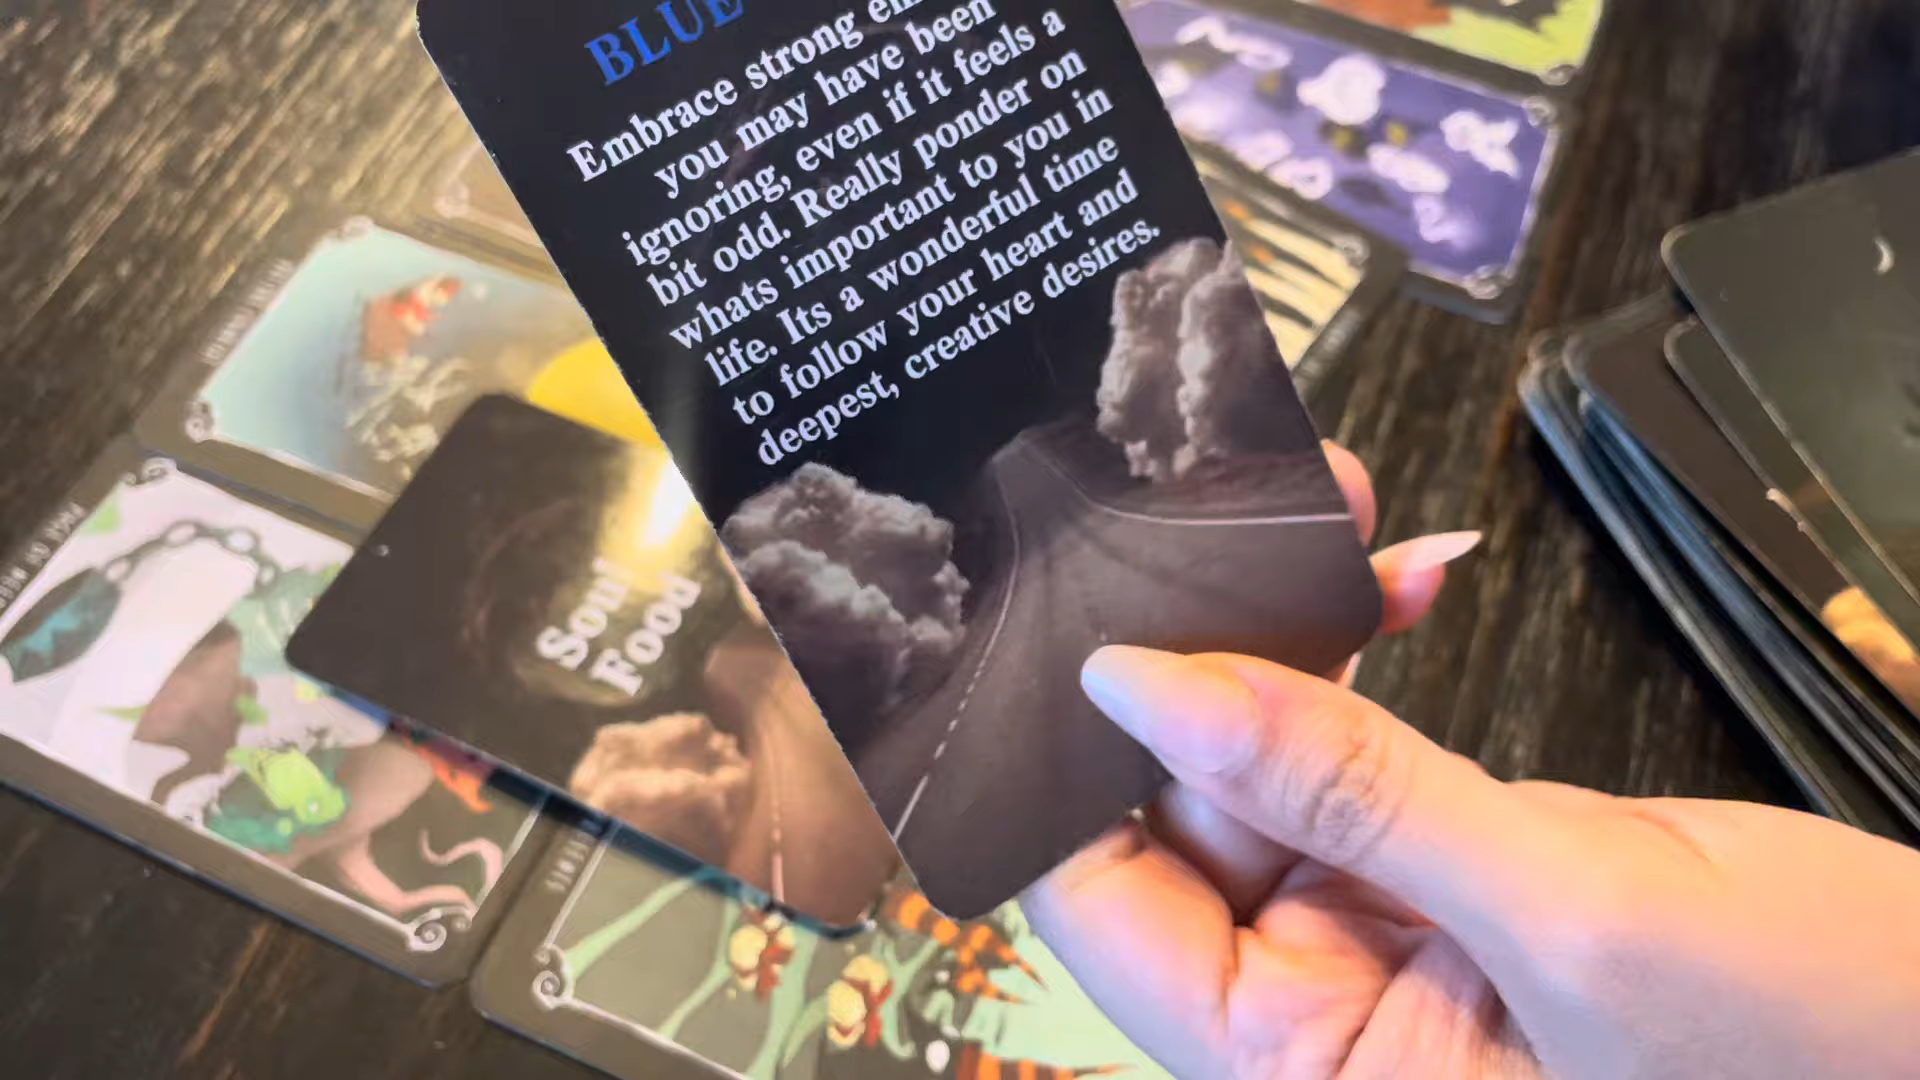 BLUE
Embrace strong
you may have been
ignoring, even if it feels a
bit odd. Really ponder on
whats important to you in
life. Its a wonderful time
to follow your heart and
deepest, creative desires.
Soul
Food